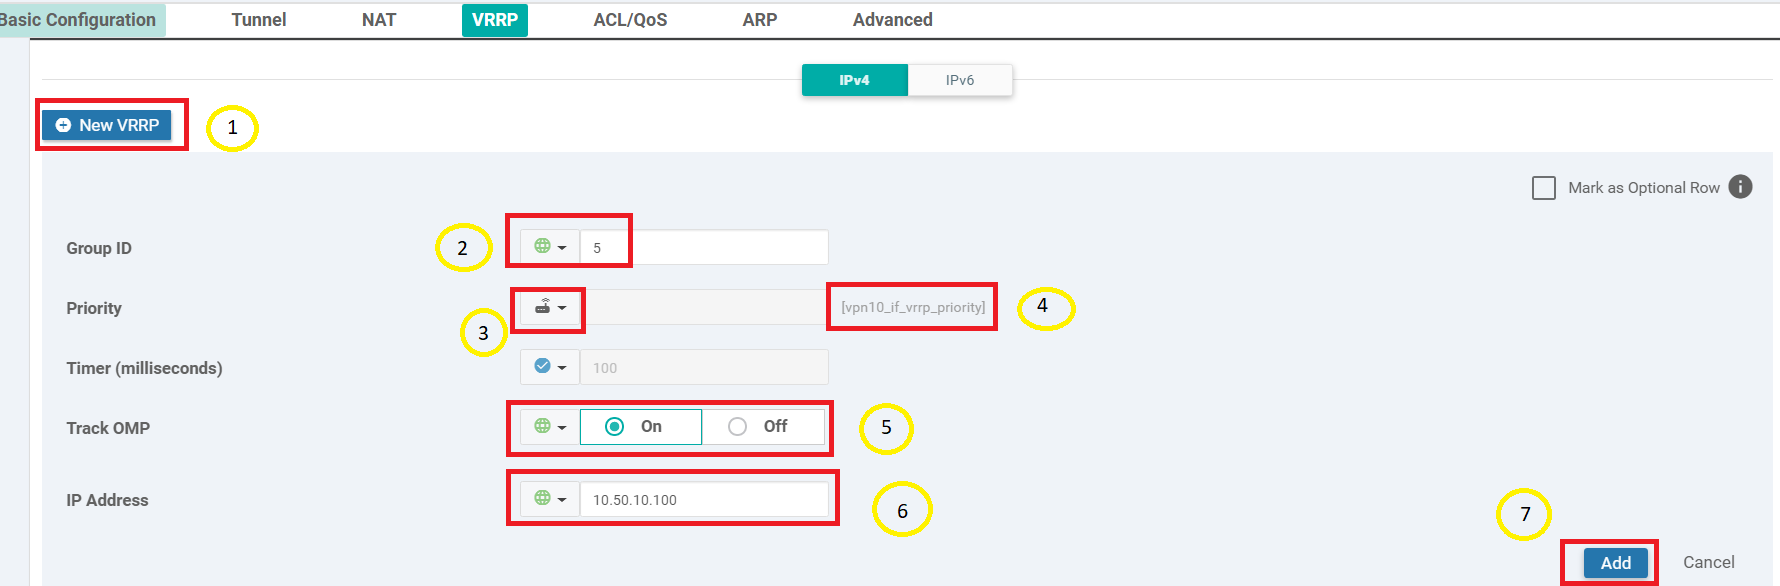 Basic Configuration Tunnel NAT VRRP ACL/QoS ARP Advanced
IPv4 IPv6
New VRRP 1
Mark as Optional Row i
Group ID 2 5
Priority 3 [vpn10_if_vrrp_priority] 4
Timer (milliseconds) 100
Track OMP On Off 5
IP Address 10.50.10.100 6
7
Add Cancel